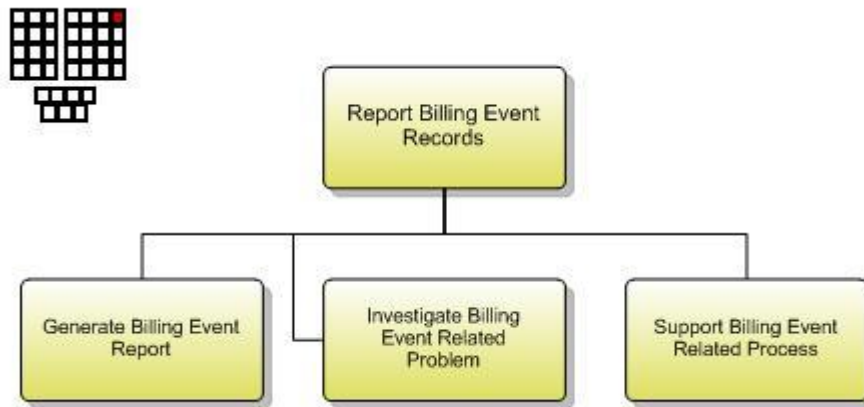 Report Billing Event
Records
Generate Billing Event
Report
Investigate Billing
Event Related
Problem
Support Billing Event
Related Process